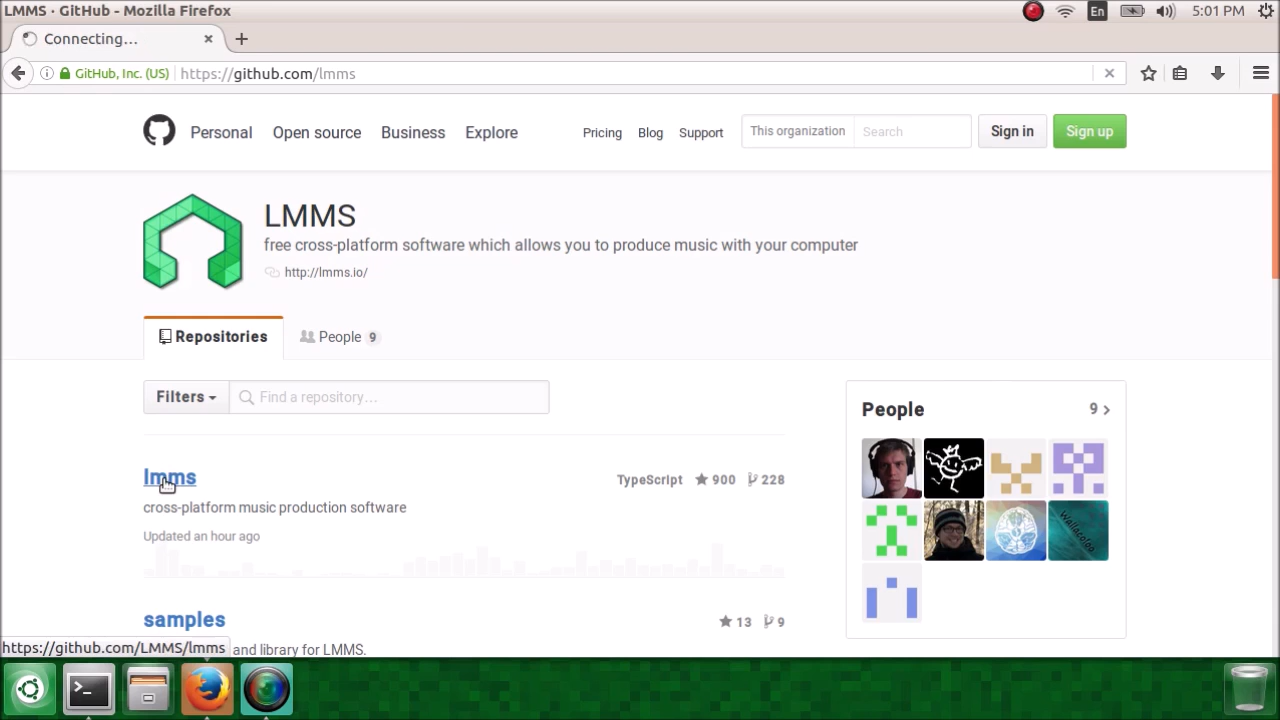 LMMS · GitHub - Mozilla Firefox
En
5:01 PM
Connecting…
GitHub, Inc. (US)
https://github.com/lmms
Personal
Open source
Business
Explore
Pricing
Blog
Support
This organization
Search
Sign in
Sign up
LMMS
free cross-platform software which allows you to produce music with your computer
http://lmms.io/
Repositories
People 9
Filters
Find a repository…
People
9
lmms
TypeScript
900
228
cross-platform music production software
Updated an hour ago
Wallacoloo
samples
13
9
https://github.com/LMMS/lmms
and library for LMMS.